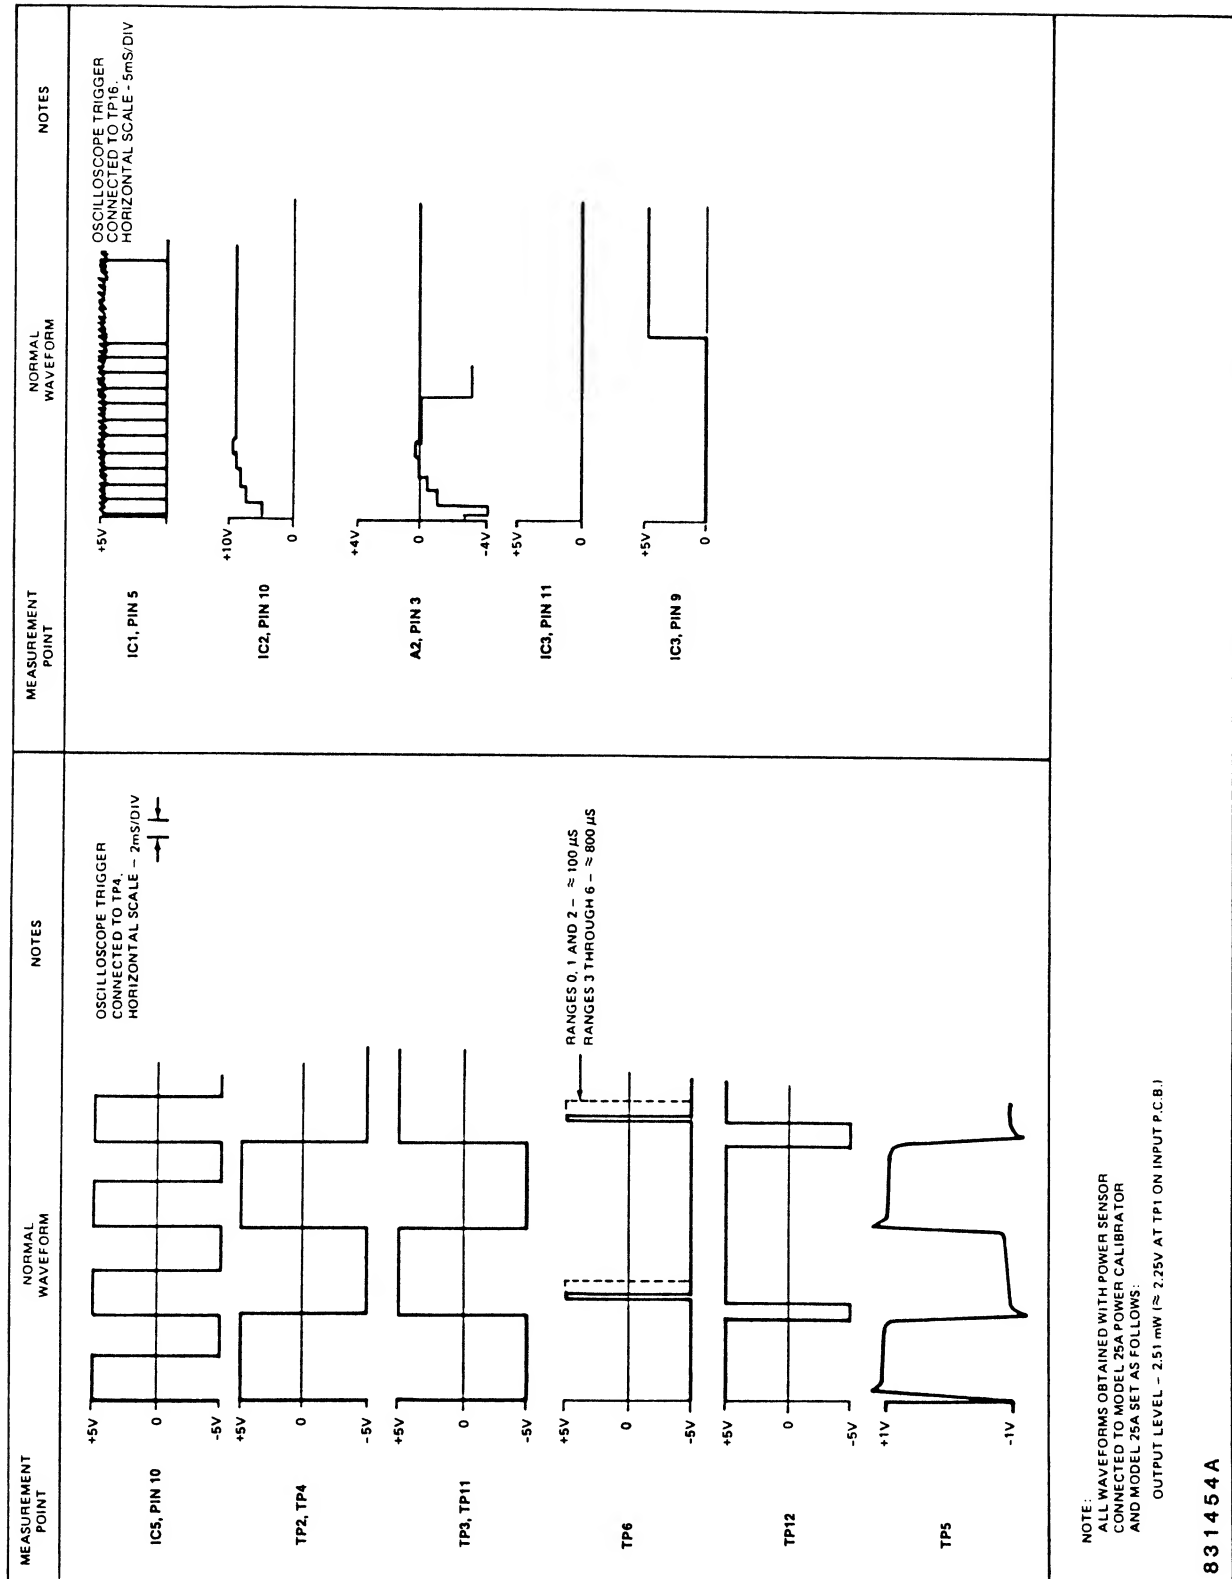 MEASUREMENT
POINT
NORMAL
WAVEFORM
NOTES
IC5, PIN 10
+5V
0
-5V
OSCILLOSCOPE TRIGGER
CONNECTED TO TP4.
HORIZONTAL SCALE – 2mS/DIV
TP2, TP4
+5V
0
-5V
TP3, TP11
+5V
0
-5V
TP6
+5V
0
-5V
RANGES 0, 1 AND 2 – ≈ 100 µS
RANGES 3 THROUGH 6 – ≈ 800 µS
TP12
+5V
0
-5V
TP5
+1V
-1V
MEASUREMENT
POINT
NORMAL
WAVEFORM
NOTES
IC1, PIN 5
+5V
0
OSCILLOSCOPE TRIGGER
CONNECTED TO TP16.
HORIZONTAL SCALE - 5mS/DIV
IC2, PIN 10
+10V
0
A2, PIN 3
+4V
0
-4V
IC3, PIN 11
+5V
0
IC3, PIN 9
+5V
0
NOTE:
ALL WAVEFORMS OBTAINED WITH POWER SENSOR
CONNECTED TO MODEL 25A POWER CALIBRATOR
AND MODEL 25A SET AS FOLLOWS:
OUTPUT LEVEL – 2.51 mW (≈ 2.25V AT TP1 ON INPUT P.C.B.)
831454A